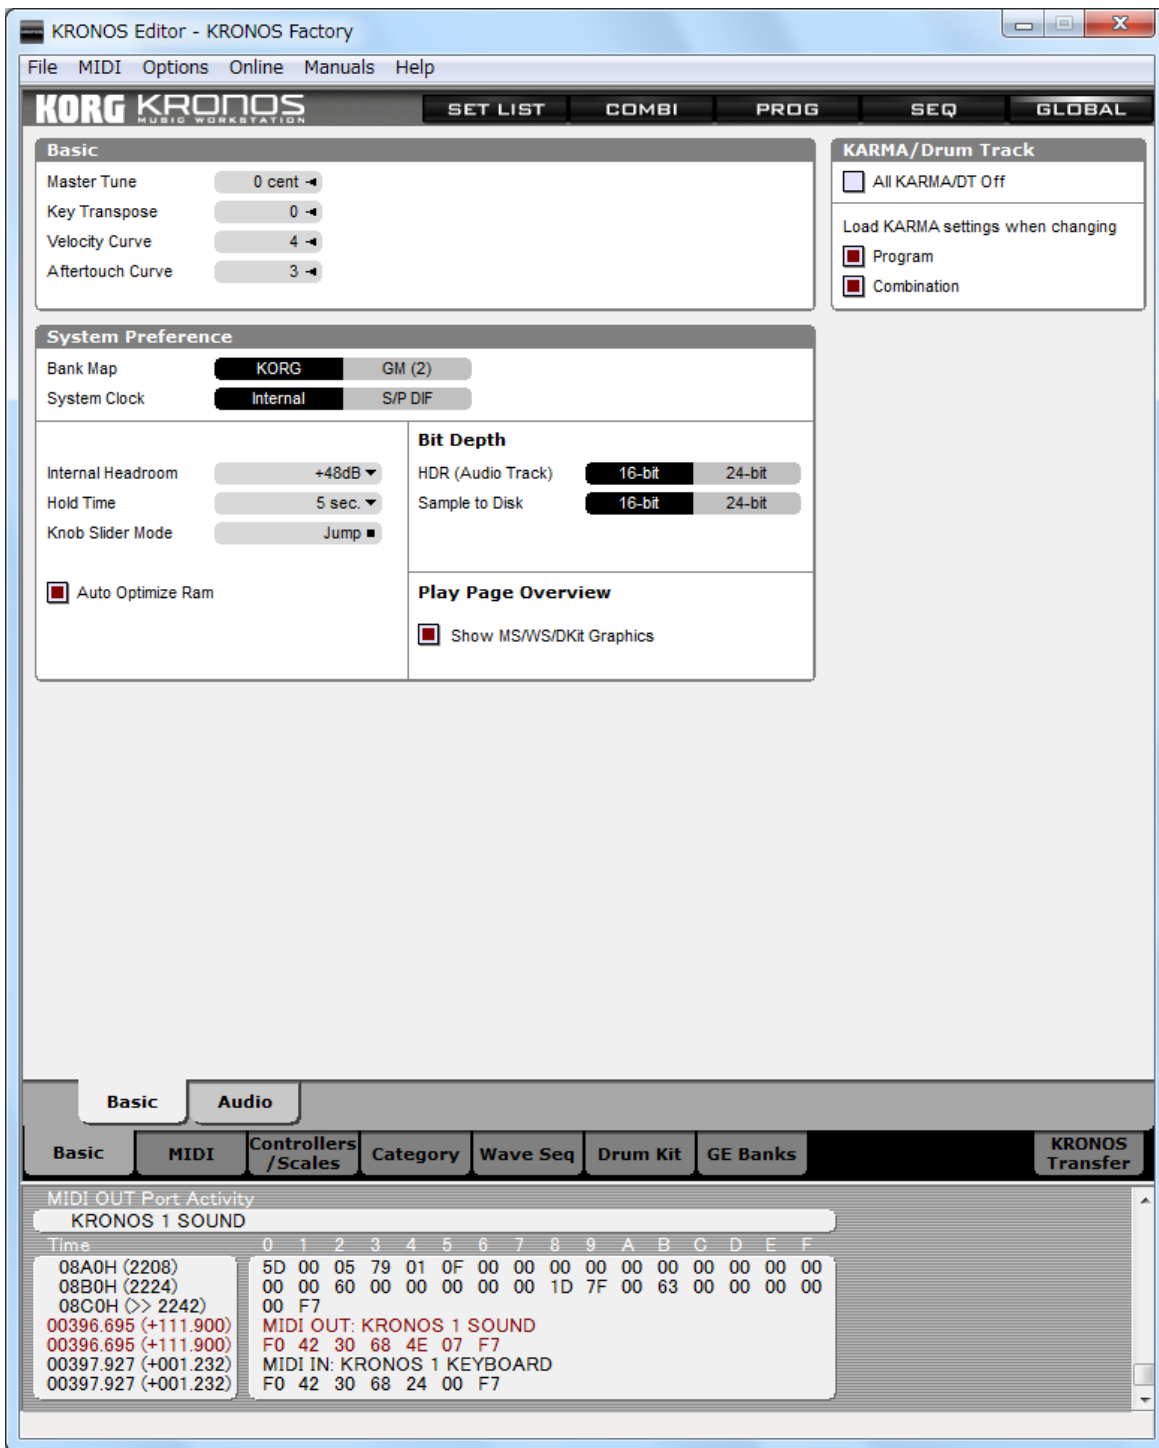 KRONOS Editor - KRONOS Factory
File MIDI Options Online Manuals Help
KORG KRONOS
MUSIC WORKSTATION
SET LIST COMBI PROG SEQ GLOBAL
Basic
Master Tune 0 cent
Key Transpose 0
Velocity Curve 4
Aftertouch Curve 3
KARMA/Drum Track
All KARMA/DT Off
Load KARMA settings when changing
Program
Combination
System Preference
Bank Map KORG GM (2)
System Clock Internal S/P DIF
Internal Headroom +48dB
Hold Time 5 sec.
Knob Slider Mode Jump
Auto Optimize Ram
Bit Depth
HDR (Audio Track) 16-bit 24-bit
Sample to Disk 16-bit 24-bit
Play Page Overview
Show MS/WS/DKit Graphics
Basic Audio
Basic MIDI Controllers /Scales Category Wave Seq Drum Kit GE Banks KRONOS Transfer
MIDI OUT Port Activity
KRONOS 1 SOUND
Time 0 1 2 3 4 5 6 7 8 9 A B C D E F
08A0H (2208) 5D 00 05 79 01 0F 00 00 00 00 00 00 00 00 00 00
08B0H (2224) 00 00 60 00 00 00 00 00 1D 7F 00 63 00 00 00 00
08C0H (>> 2242) 00 F7
00396.695 (+111.900) MIDI OUT: KRONOS 1 SOUND
00396.695 (+111.900) F0 42 30 68 4E 07 F7
00397.927 (+001.232) MIDI IN: KRONOS 1 KEYBOARD
00397.927 (+001.232) F0 42 30 68 24 00 F7